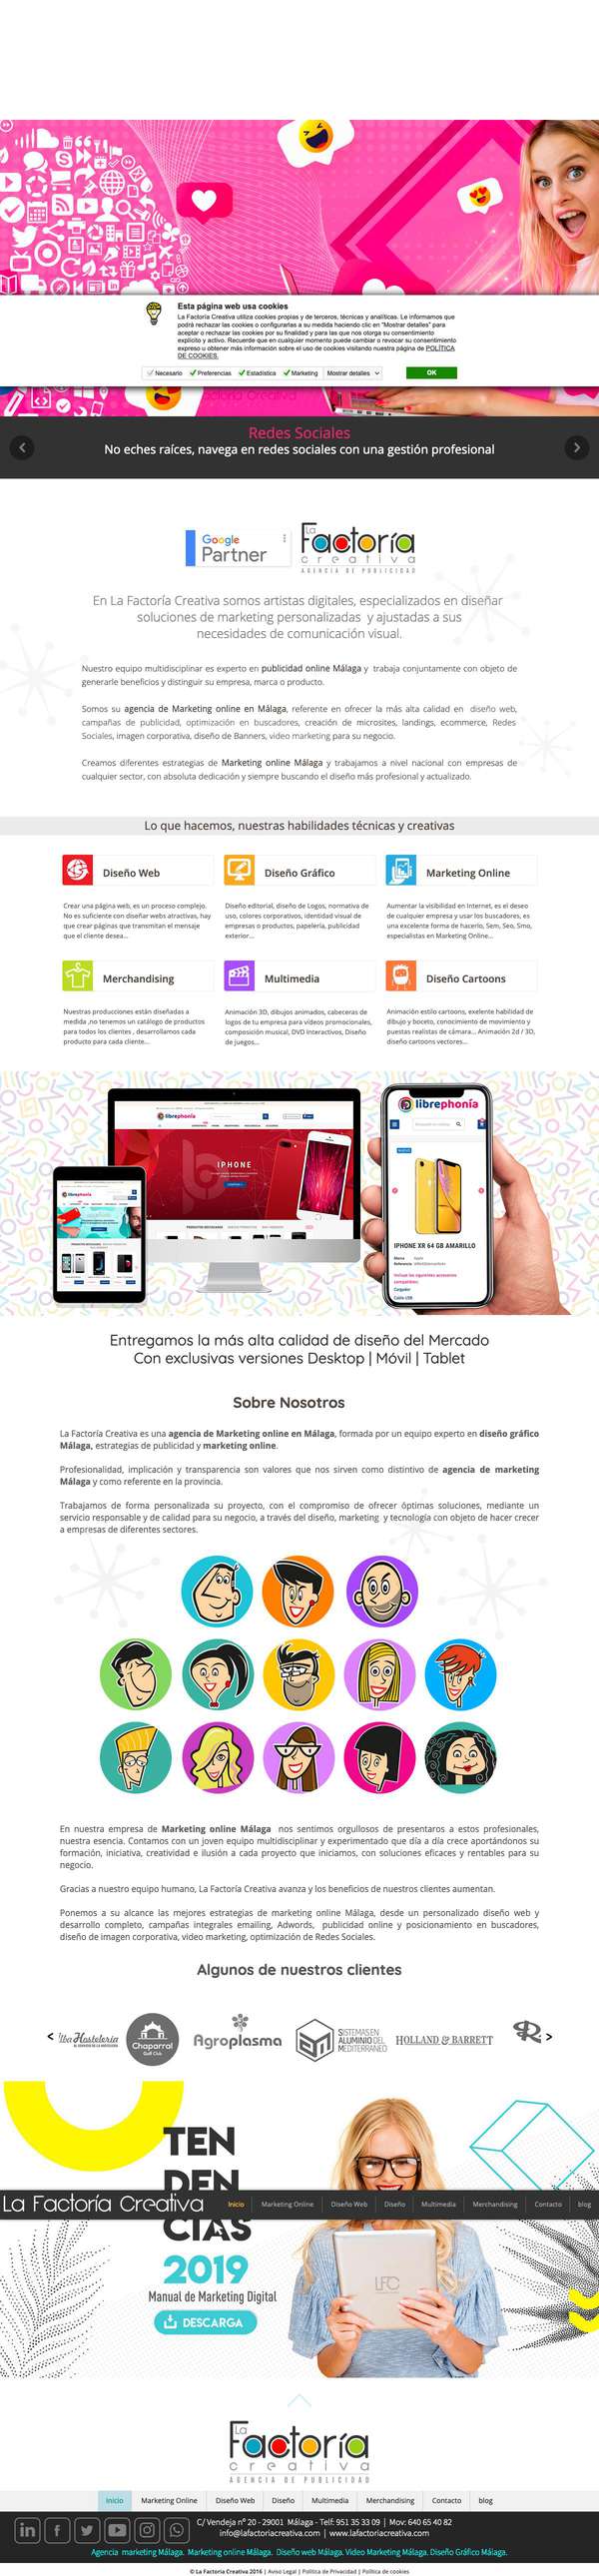 Esta página web usa cookies
La Factoría Creativa utiliza cookies propias y de terceros, técnicas y analíticas. Le informamos que
podrá rechazar las cookies o configurarlas a su medida haciendo clic en "Mostrar detalles" para
aceptar o rechazar las cookies por su finalidad y para las que nos otorga su consentimiento
explícito y activo. Recuerde que en cualquier momento puede cambiar o revocar su consentimiento
expreso u obtener más información sobre el uso de cookies visitando nuestra página de POLÍTICA
DE COOKIES.
Necesario Preferencias Estadística Marketing Mostrar detalles OK
Redes Sociales
No eches raíces, navega en redes sociales con una gestión profesional
Google Partner
La Factoría
creativa
AGENCIA DE PUBLICIDAD
En La Factoría Creativa somos artistas digitales, especializados en diseñar
soluciones de marketing personalizadas y ajustadas a sus
necesidades de comunicación visual.
Nuestro equipo multidisciplinar es experto en publicidad online Málaga y trabaja conjuntamente con objeto de
generarle beneficios y distinguir su empresa, marca o producto.
Somos su agencia de Marketing online en Málaga, referente en ofrecer la más alta calidad en diseño web,
campañas de publicidad, optimización en buscadores, creación de microsites, landings, ecommerce, Redes
Sociales, imagen corporativa, diseño de Banners, video marketing para su negocio.
Creamos diferentes estrategias de Marketing online Málaga y trabajamos a nivel nacional con empresas de
cualquier sector, con absoluta dedicación y siempre buscando el diseño más profesional y actualizado.
Lo que hacemos, nuestras habilidades técnicas y creativas
Diseño Web
Crear una página web, es un proceso complejo.
No es suficiente con diseñar webs atractivas, hay
que crear páginas que transmitan el mensaje
que el cliente desea...
Diseño Gráfico
Diseño editorial, diseño de Logos, normativa de
uso, colores corporativos, identidad visual de
empresas o productos, papelería, publicidad
exterior...
Marketing Online
Aumentar la visibilidad en Internet, es el deseo
de cualquier empresa y usar los buscadores, es
una excelente forma de hacerlo, Sem, Seo, Smo,
especialistas en Marketing Online...
Merchandising
Nuestras producciones están diseñadas a
medida ,no tenemos un catálogo de productos
para todos los clientes , desarrollamos cada
producto para cada cliente...
Multimedia
Animación 3D, dibujos animados, cabeceras de
logos de tu empresa para vídeos promocionales,
composición musical, DVD Interactivos, Diseño
de juegos...
Diseño Cartoons
Animación estilo cartoons, exelente habilidad de
dibujo y boceto, conocimiento de movimiento y
puestas realistas de cámara... Animación 2d / 3D,
diseño cartoons vectores...
librephonia
IPHONE
librephonia
librephonia
IPHONE XR 64 GB AMARILLO
Entregamos la más alta calidad de diseño del Mercado
Con exclusivas versiones Desktop | Móvil | Tablet
Sobre Nosotros
La Factoría Creativa es una agencia de Marketing online en Málaga, formada por un equipo experto en diseño gráfico
Málaga, estrategias de publicidad y marketing online.
Profesionalidad, implicación y transparencia son valores que nos sirven como distintivo de agencia de marketing
Málaga y como referente en la provincia.
Trabajamos de forma personalizada su proyecto, con el compromiso de ofrecer óptimas soluciones, mediante un
servicio responsable y de calidad para su negocio, a través del diseño, marketing y tecnología con objeto de hacer crecer
a empresas de diferentes sectores.
En nuestra empresa de Marketing online Málaga nos sentimos orgullosos de presentaros a estos profesionales,
nuestra esencia. Contamos con un joven equipo multidisciplinar y experimentado que día a día crece aportándonos su
formación, iniciativa, creatividad e ilusión a cada proyecto que iniciamos, con soluciones eficaces y rentables para su
negocio.
Gracias a nuestro equipo humano, La Factoría Creativa avanza y los beneficios de nuestros clientes aumentan.
Ponemos a su alcance las mejores estrategias de marketing online Málaga, desde un personalizado diseño web y
desarrollo completo, campañas integrales emailing, Adwords, publicidad online y posicionamiento en buscadores,
diseño de imagen corporativa, video marketing, optimización de Redes Sociales.
Algunos de nuestros clientes
Alba Hosteleria
Chaparral
Golf Club
Agroplasma
SISTEMAS EN
ALUMINIO DEL
MEDITERRANEO
HOLLAND & BARRETT
TEN
DEN
La Factoría Creativa Inicio Marketing Online Diseño Web Diseño Multimedia Merchandising Contacto blog
CIAS
2019
Manual de Marketing Digital
DESCARGA
LFC
La Factoría
creativa
AGENCIA DE PUBLICIDAD
Inicio Marketing Online Diseño Web Diseño Multimedia Merchandising Contacto blog
C/ Vendeja nº 20 - 29001 Málaga - Telf: 951 35 33 09 | Mov: 640 65 40 82
info@lafactoriacreativa.com | www.lafactoriacreativa.com
Agencia marketing Málaga. Marketing online Málaga. Diseño web Málaga. Video Marketing Málaga. Diseño Gráfico Málaga.
© La Factoría Creativa 2016 | Aviso Legal | Política de Privacidad | Política de cookies